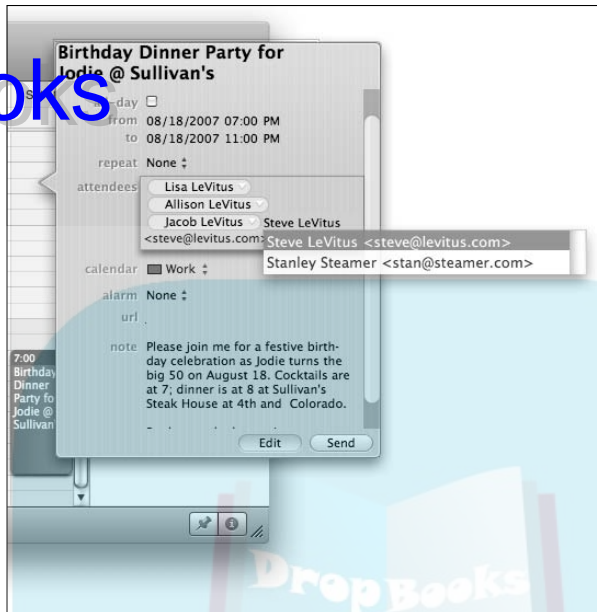 Birthday Dinner Party for
Jodie @ Sullivan's
oks
all-day
from 08/18/2007 07:00 PM
to 08/18/2007 11:00 PM
repeat None
attendees Lisa LeVitus
Allison LeVitus
Jacob LeVitus Steve LeVitus
<steve@levitus.com>
Steve LeVitus <steve@levitus.com>
Stanley Steamer <stan@steamer.com>
calendar Work
alarm None
url
note Please join me for a festive birth-
day celebration as Jodie turns the
big 50 on August 18. Cocktails are
at 7; dinner is at 8 at Sullivan's
Steak House at 4th and Colorado.
Edit Send
7:00
Birthday
Dinner
Party fo
Jodie @
Sullivan
DropBooks